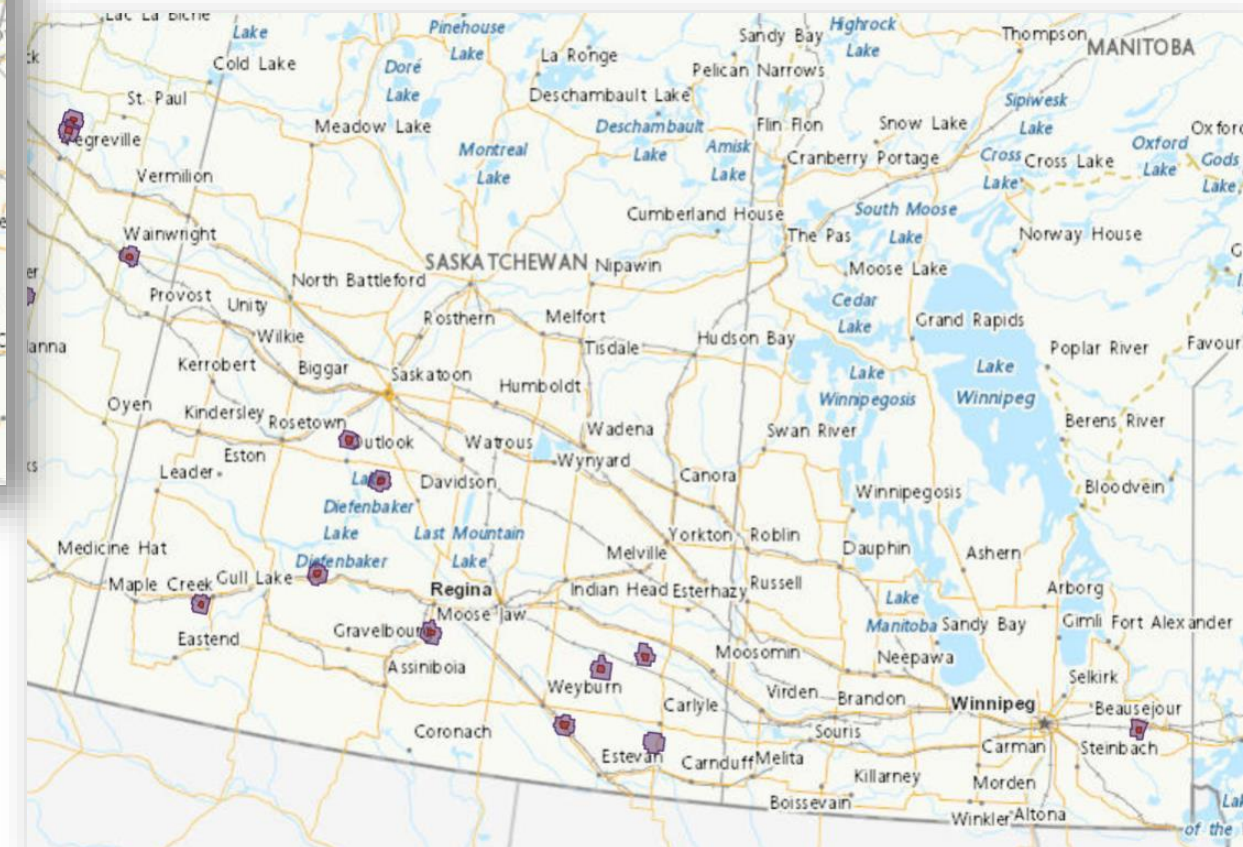 Lac La Biche
Lake
Pinehouse
Lake
Highrock
Lake
Sandy Bay
Thompson
MANITOBA
Cold Lake
Doré
Lake
La Ronge
Pelican Narrows
St. Paul
Deschambault Lake
Sipiwesk
Lake
Meadow Lake
Deschambault
Lake
Flin Flon
Snow Lake
Montreal
Lake
Amisk
Lake
Cranberry Portage
Cross
Lake
Cross Lake
Oxford
Lake
Gods
Lake,
Vermilion
Cumberland House
South Moose
Lake
Wainwright
The Pas
Norway House
SASKATCHEWAN
Nipawin
Moose Lake
North Battleford
Provost
Unity
Cedar
Lake
Rosthern
Melfort
Grand Rapids
Wilkie
Tisdale
Hudson Bay
Poplar River
Kerrobert
Biggar
Saskatoon
Humboldt
Lake
Winnipegosis
Lake
Winnipeg
Oyen
Kindersley
Rosetown
Wadena
Swan River
Berens River
Eston
Watrous
Wynyard
Leader
Davidson
Canora
Winnipegosis
Bloodvein
Diefenbaker
Lake
Diefenbaker
Last Mountain
Lake
Yorkton
Roblin
Medicine Hat
Melville
Dauphin
Ashern
Maple Creek
Gull Lake
Regina
Indian Head
Esterhazy
Russell
Arborg
Moose Jaw
Lake
Manitoba
Sandy Bay
Gimli
Fort Alexander
Eastend
Assiniboia
Moosomin
Neepawa
Weyburn
Selkirk
Carlyle
Virden
Brandon
Winnipeg
Beausejour
Coronach
Souris
Carman
Steinbach
Estevan
Carnduff
Melita
Killarney
Morden
Boissevain
Winkler
Altona
of the